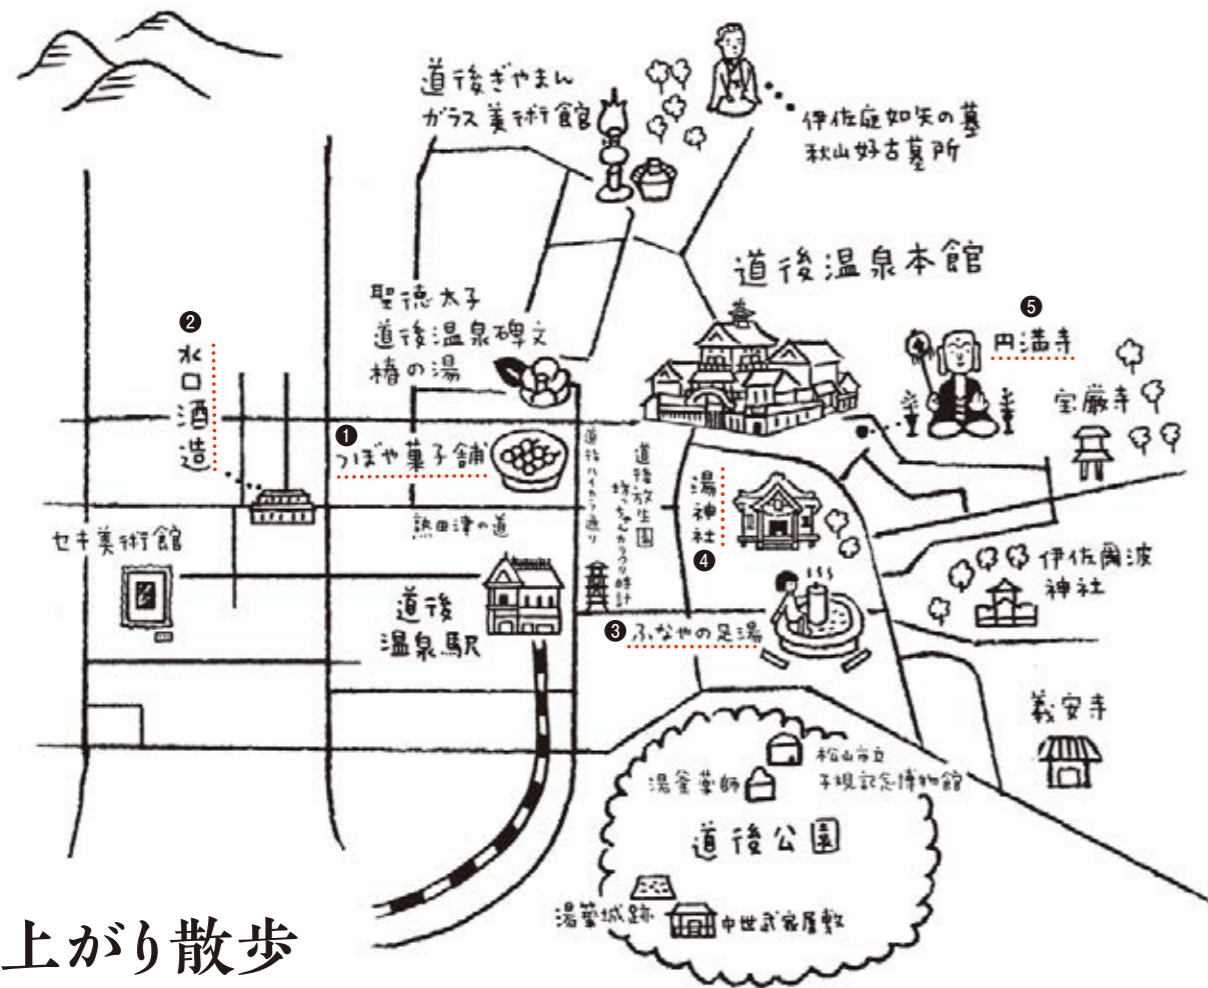 道後ぎやまん
ガラス美術館
伊佐庭如矢の墓
秋山好古墓所
道後温泉本館
聖徳太子
道後温泉碑文
椿の湯
❺
円満寺
宝厳寺
❷
水口酒造
❶
つぼや菓子舗
道後ハイカラ通り
道後放生園
坊っちゃんカラクリ時計
湯神社
❹
熱田津の道
セキ美術館
道後
温泉駅
伊佐爾波
神社
❸ふなやの足湯
義安寺
松山市立
子規記念博物館
湯釜薬師
道後公園
湯築城跡
中世武家屋敷
上がり散歩